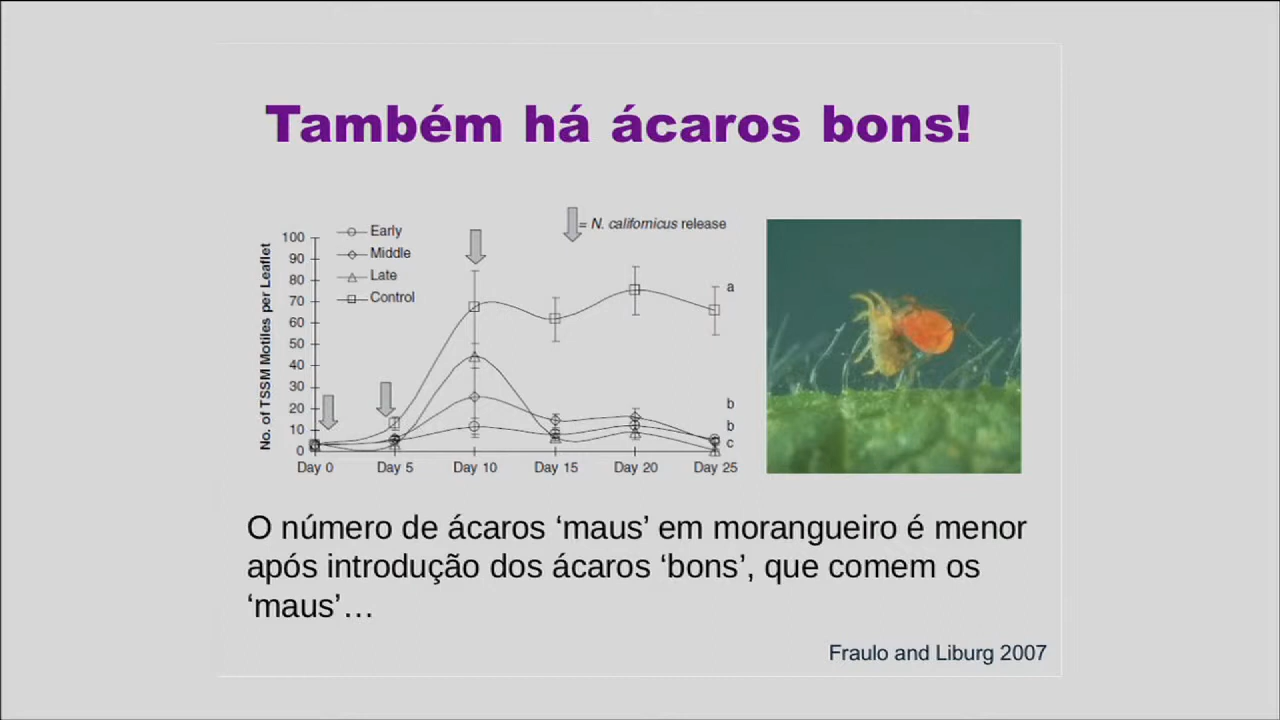 Também há ácaros bons!
= N. californicus release
Early
Middle
Late
Control
No. of TSSM Motiles per Leaflet
100
90
80
70
60
50
40
30
20
10
0
a
b
b
c
Day 0 Day 5 Day 10 Day 15 Day 20 Day 25
O número de ácaros ‘maus’ em morangueiro é menor
após introdução dos ácaros ‘bons’, que comem os
‘maus’…
Fraulo and Liburg 2007